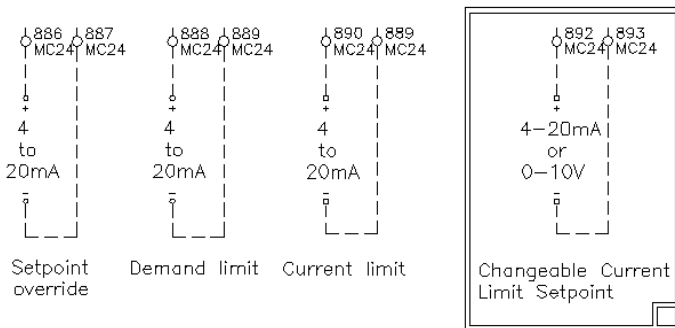 886 887
MC24 MC24
+
4
to
20mA
−
Setpoint
override
888 889
MC24 MC24
+
4
to
20mA
−
Demand limit
890 889
MC24 MC24
+
4
to
20mA
−
Current limit
892 893
MC24 MC24
+
4-20mA
or
0-10V
−
Changeable Current
Limit Setpoint